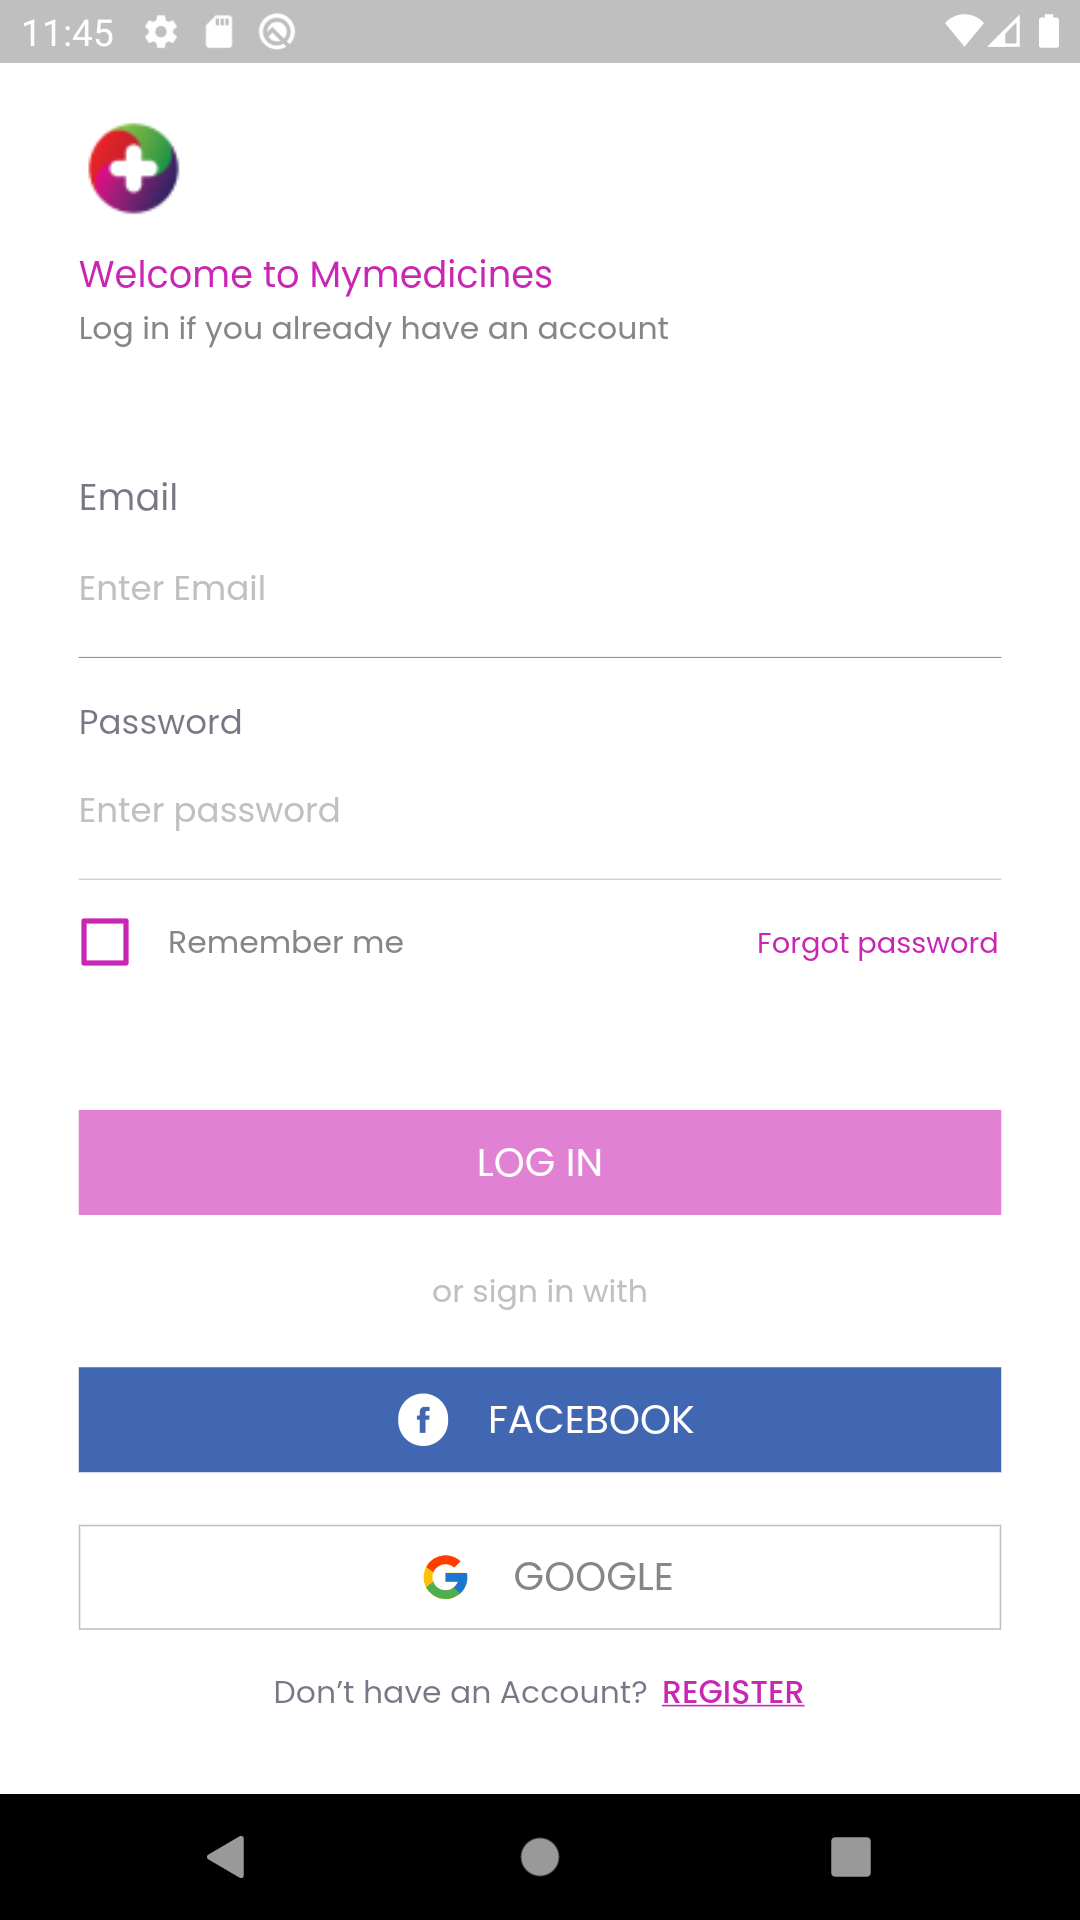 11:45
Welcome to Mymedicines
Log in if you already have an account
Email
Enter Email
Password
Enter password
Remember me
Forgot password
LOG IN
or sign in with
FACEBOOK
GOOGLE
Don’t have an Account? REGISTER